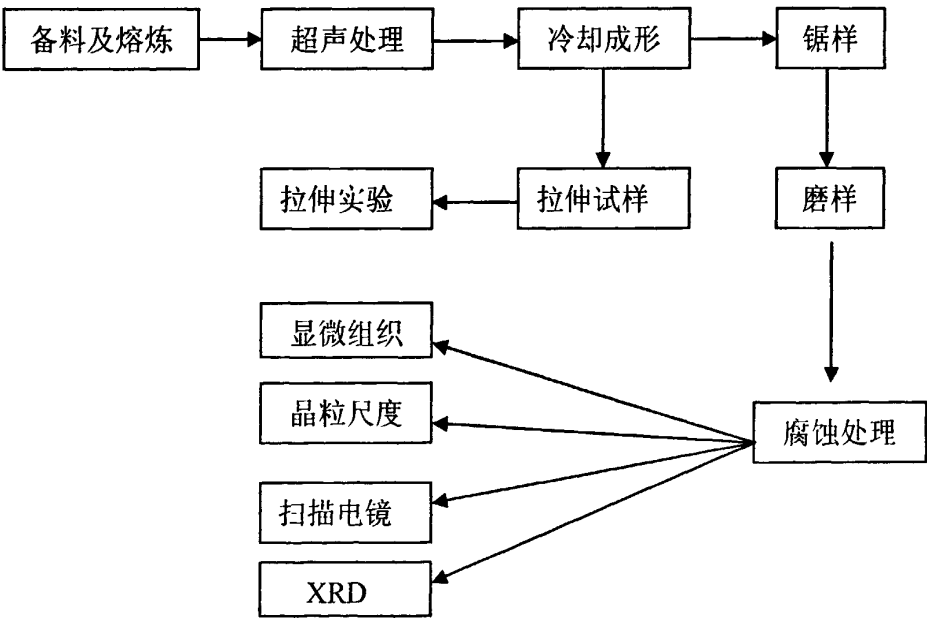 备料及熔炼
超声处理
冷却成形
锯样
拉伸实验
拉伸试样
磨样
显微组织
晶粒尺度
腐蚀处理
扫描电镜
XRD